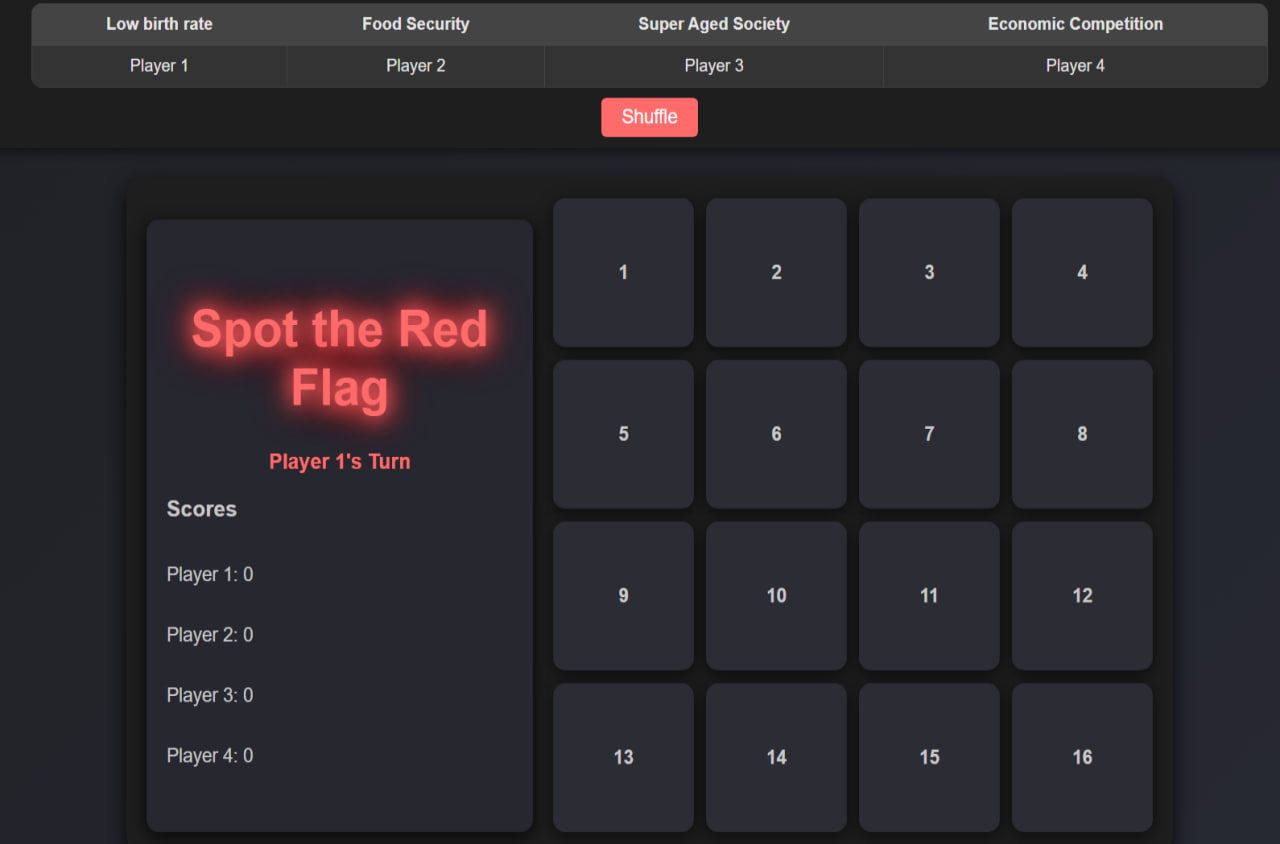 Low birth rate Food Security Super Aged Society Economic Competition
Player 1 Player 2 Player 3 Player 4
Shuffle
Spot the Red
Flag
Player 1's Turn
Scores
Player 1: 0
Player 2: 0
Player 3: 0
Player 4: 0
1 2 3 4
5 6 7 8
9 10 11 12
13 14 15 16